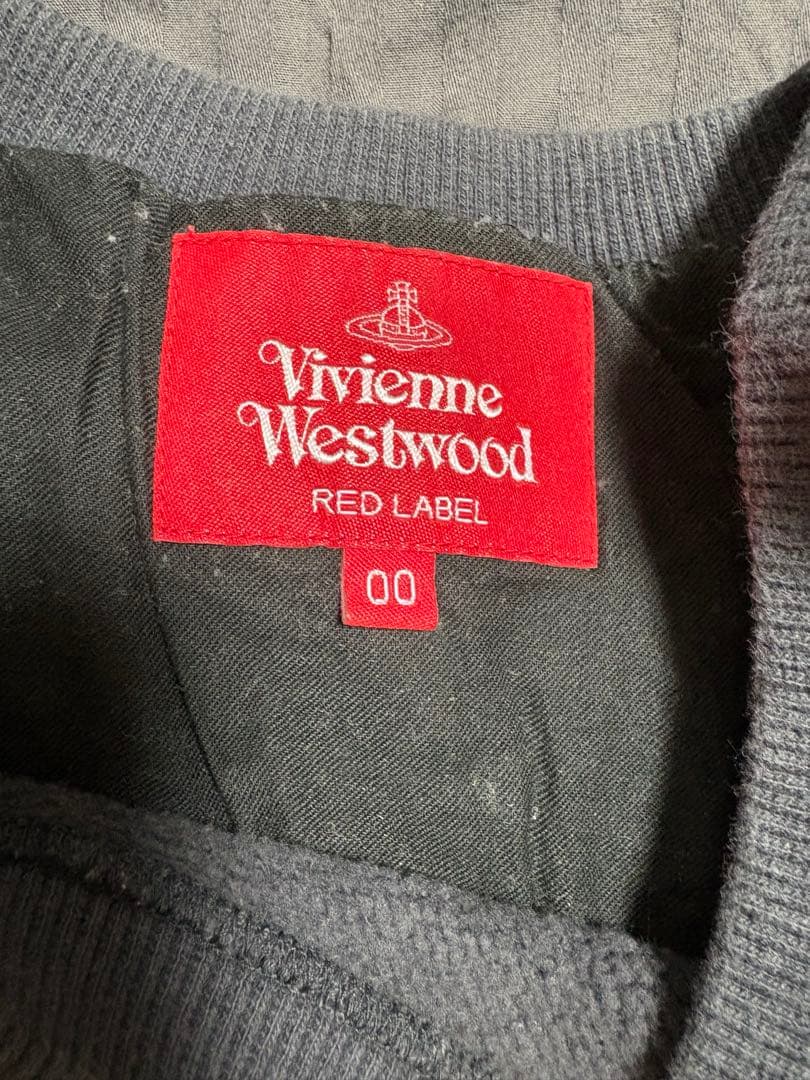 Vivienne
Westwood
RED LABEL
00